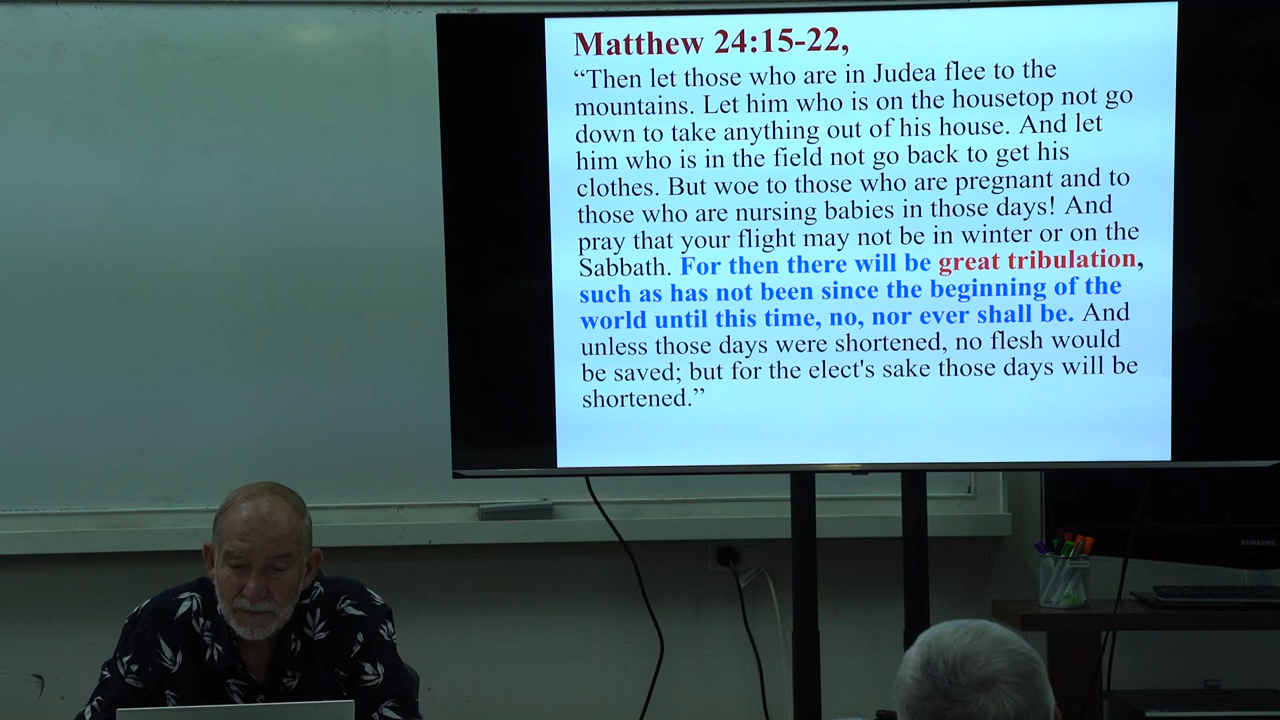 Matthew 24:15-22,
“Then let those who are in Judea flee to the
mountains. Let him who is on the housetop not go
down to take anything out of his house. And let
him who is in the field not go back to get his
clothes. But woe to those who are pregnant and to
those who are nursing babies in those days! And
pray that your flight may not be in winter or on the
Sabbath. For then there will be great tribulation,
such as has not been since the beginning of the
world until this time, no, nor ever shall be. And
unless those days were shortened, no flesh would
be saved; but for the elect's sake those days will be
shortened.”
SAMSUNG